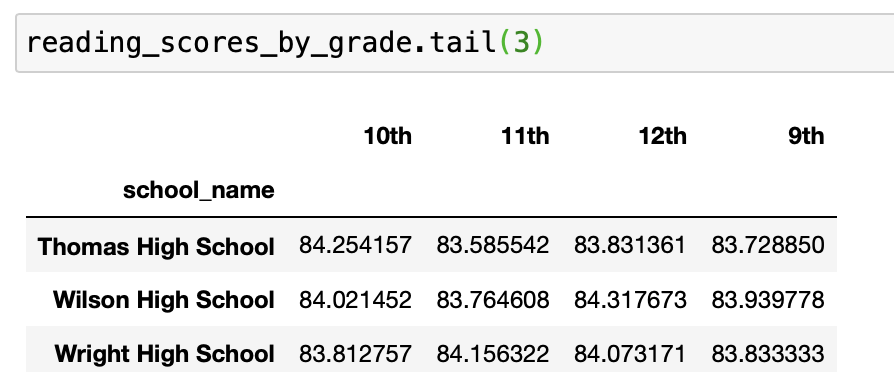 reading_scores_by_grade.tail(3)
10th 11th 12th 9th
school_name
Thomas High School 84.254157 83.585542 83.831361 83.728850
Wilson High School 84.021452 83.764608 84.317673 83.939778
Wright High School 83.812757 84.156322 84.073171 83.833333